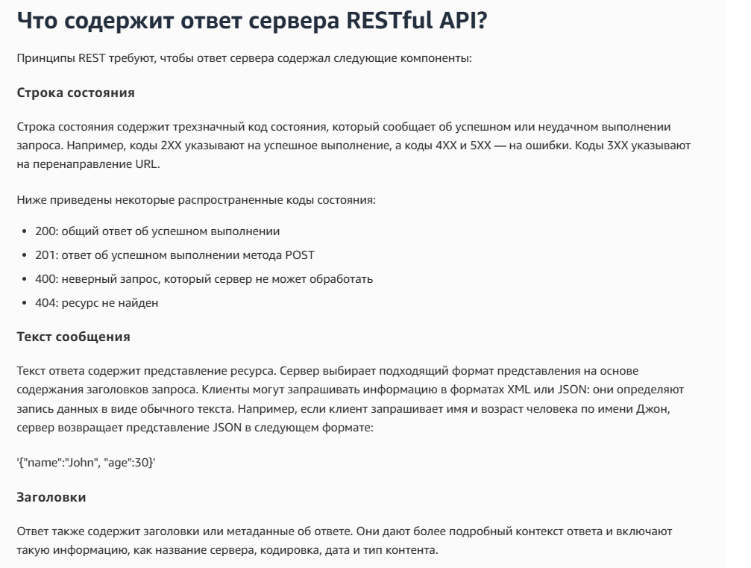 Что содержит ответ сервера RESTful API?
Принципы REST требуют, чтобы ответ сервера содержал следующие компоненты:
Строка состояния
Строка состояния содержит трехзначный код состояния, который сообщает об успешном или неудачном выполнении
запроса. Например, коды 2XX указывают на успешное выполнение, а коды 4XX и 5XX — на ошибки. Коды 3XX указывают
на перенаправление URL.
Ниже приведены некоторые распространенные коды состояния:
• 200: общий ответ об успешном выполнении
• 201: ответ об успешном выполнении метода POST
• 400: неверный запрос, который сервер не может обработать
• 404: ресурс не найден
Текст сообщения
Текст ответа содержит представление ресурса. Сервер выбирает подходящий формат представления на основе
содержания заголовков запроса. Клиенты могут запрашивать информацию в форматах XML или JSON: они определяют
запись данных в виде обычного текста. Например, если клиент запрашивает имя и возраст человека по имени Джон,
сервер возвращает представление JSON в следующем формате:
'{"name":"John", "age":30}'
Заголовки
Ответ также содержит заголовки или метаданные об ответе. Они дают более подробный контекст ответа и включают
такую информацию, как название сервера, кодировка, дата и тип контента.